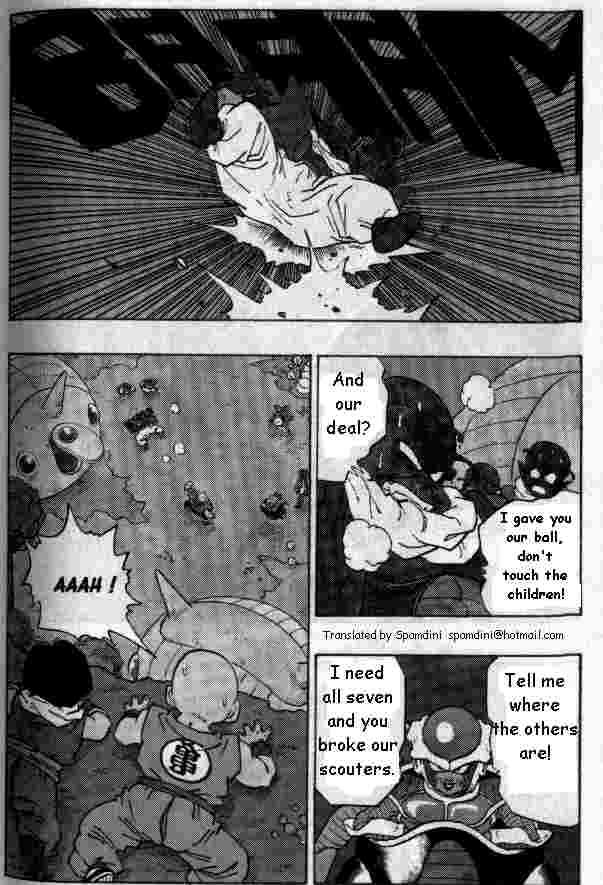 AAAH !
And
our
deal?
I gave you
our ball,
don't
touch the
children!
Translated by Spamdini spamdini@hotmail.com
I need
all seven
and you
broke our
scouters.
Tell me
where
the others
are!